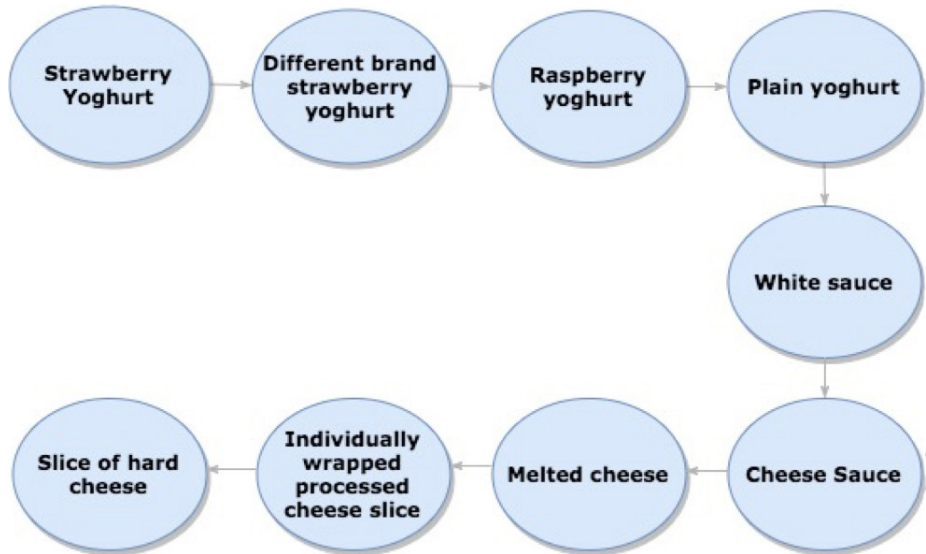 Strawberry
Yoghurt
Different brand
strawberry
yoghurt
Raspberry
yoghurt
Plain yoghurt
White sauce
Cheese Sauce
Melted cheese
Individually
wrapped
processed
cheese slice
Slice of hard
cheese